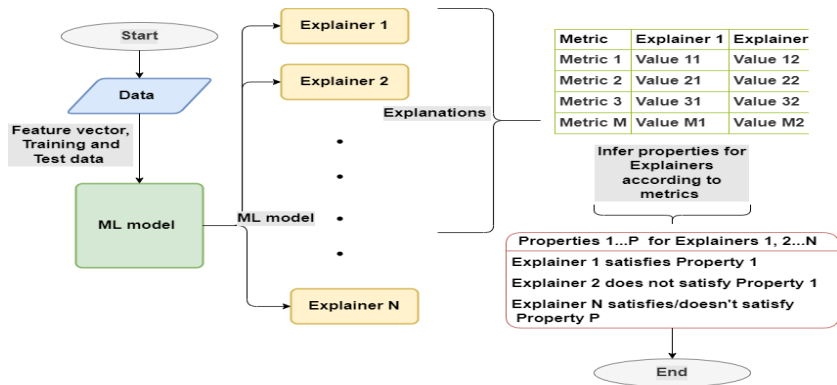 Start
Data
Feature vector,
Training and
Test data
ML model
ML model
Explainer 1
Explainer 2
Explainer N
Explanations
Metric Explainer 1 Explainer
Metric 1 Value 11 Value 12
Metric 2 Value 21 Value 22
Metric 3 Value 31 Value 32
Metric M Value M1 Value M2
Infer properties for
Explainers
according to
metrics
Properties 1...P for Explainers 1, 2...N
Explainer 1 satisfies Property 1
Explainer 2 does not satisfy Property 1
Explainer N satisfies/doesn't satisfy
Property P
End